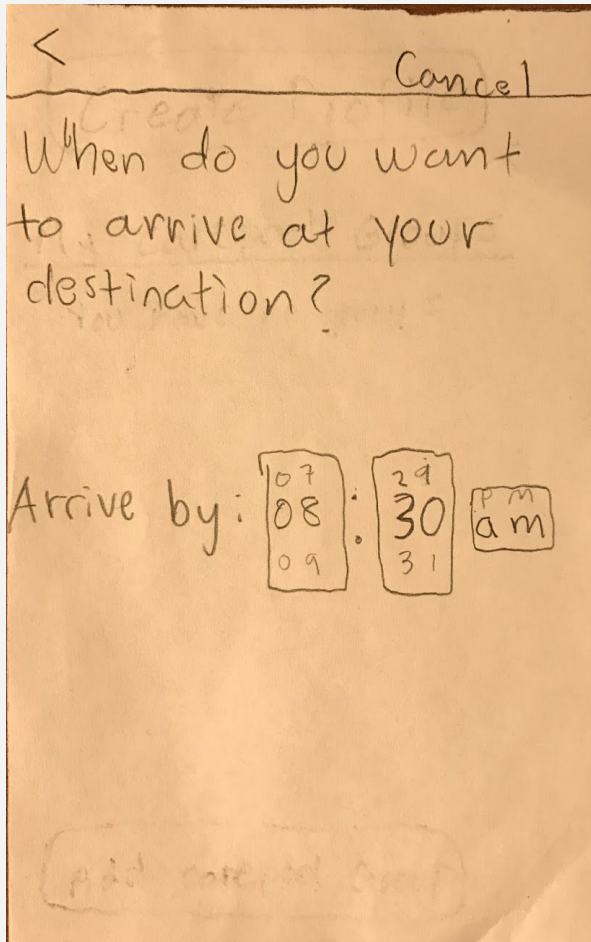 <
Cancel
When do you want
to arrive at your
destination?
07 29
Arrive by: 08 : 30 pm
am
09 31